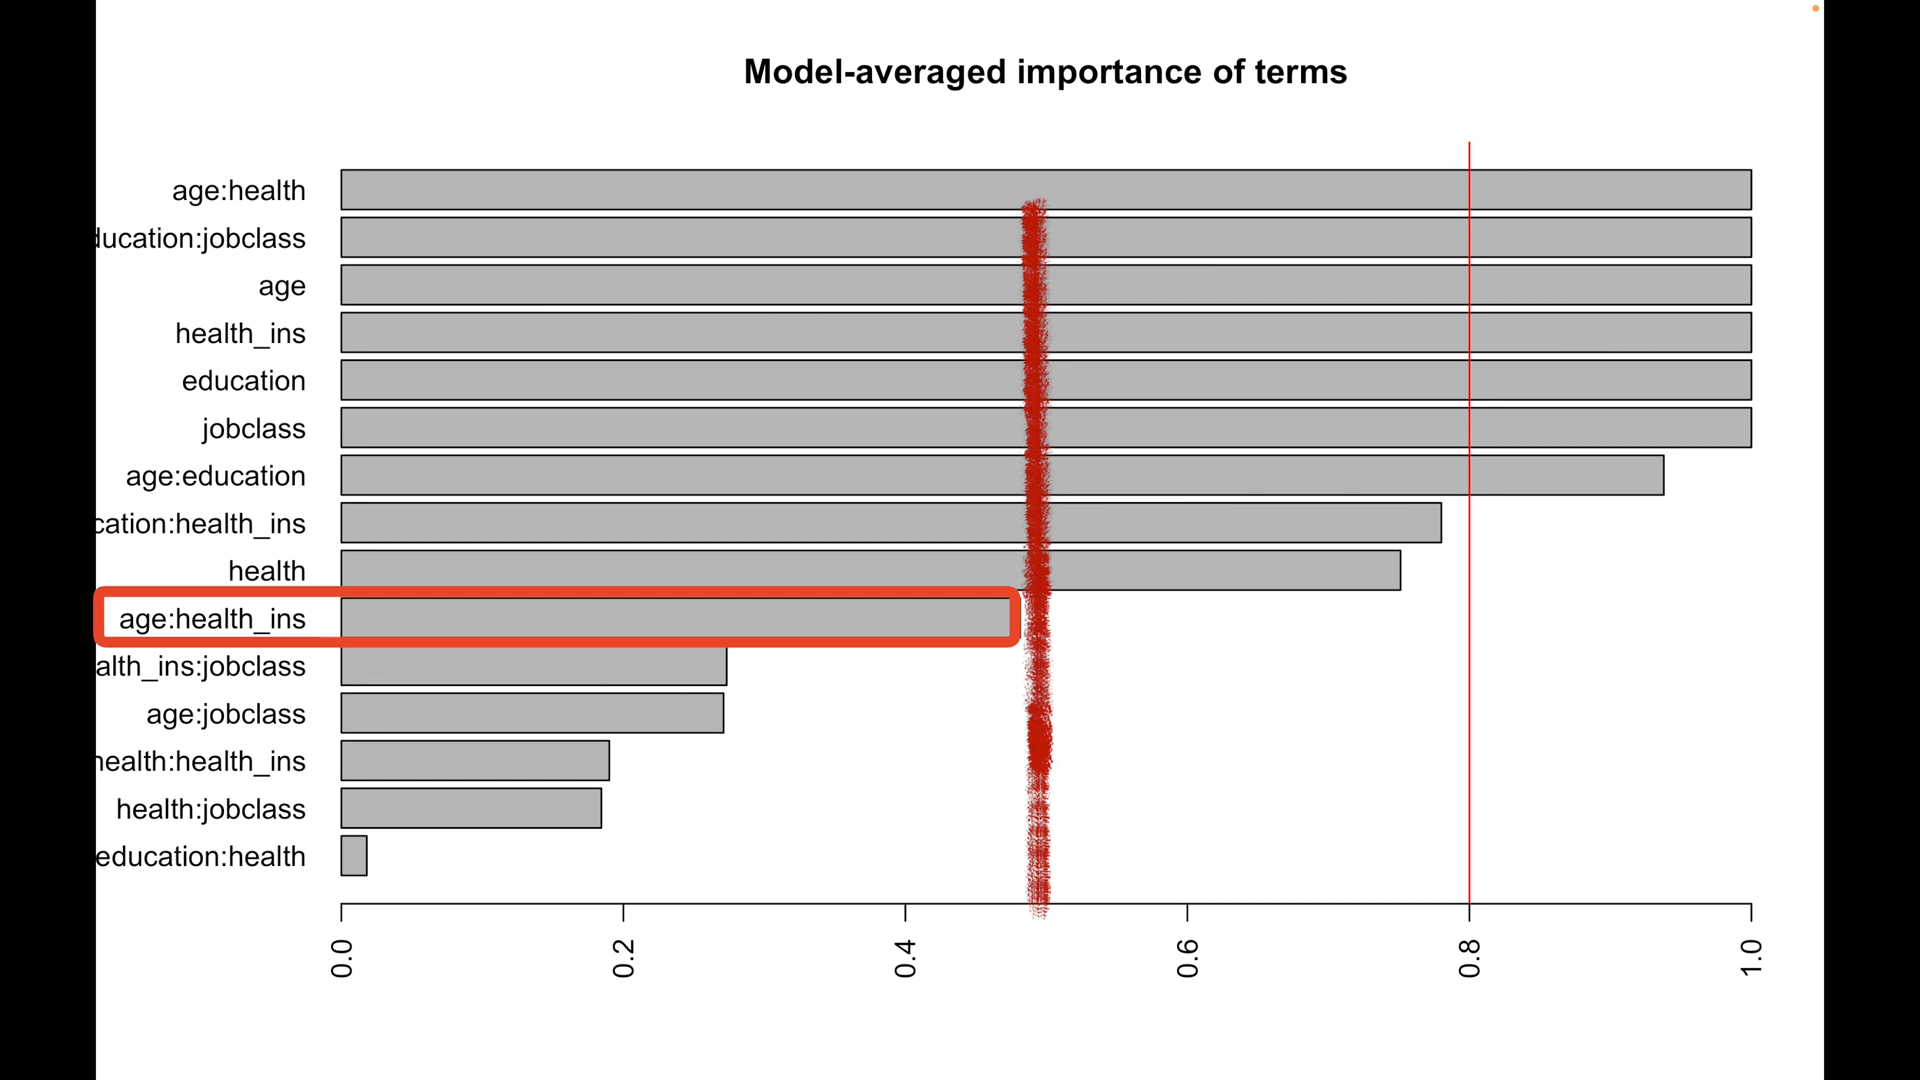 Model-averaged importance of terms
age:health
ducation:jobclass
age
health_ins
education
jobclass
age:education
cation:health_ins
health
age:health_ins
alth_ins:jobclass
age:jobclass
health:health_ins
health:jobclass
education:health
0.0
0.2
0.4
0.6
0.8
1.0